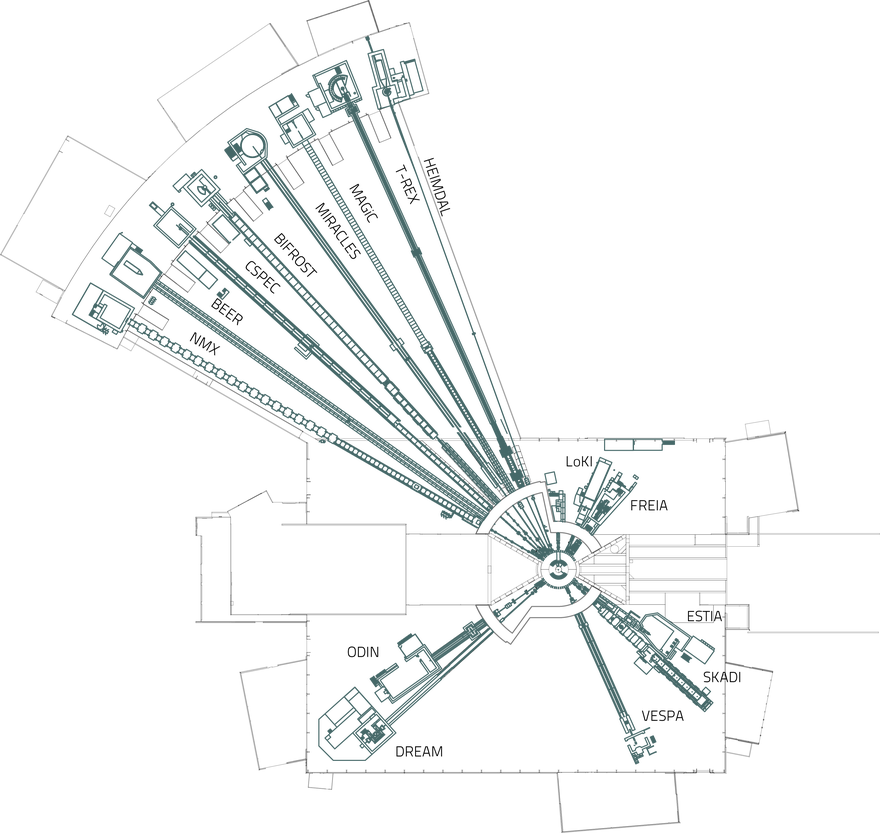 HEIMDAL
T-REX
MAGiC
MIRACLES
BIFROST
CSPEC
BEER
NMX
LoKI
FREIA
ESTIA
SKADI
VESPA
ODIN
DREAM